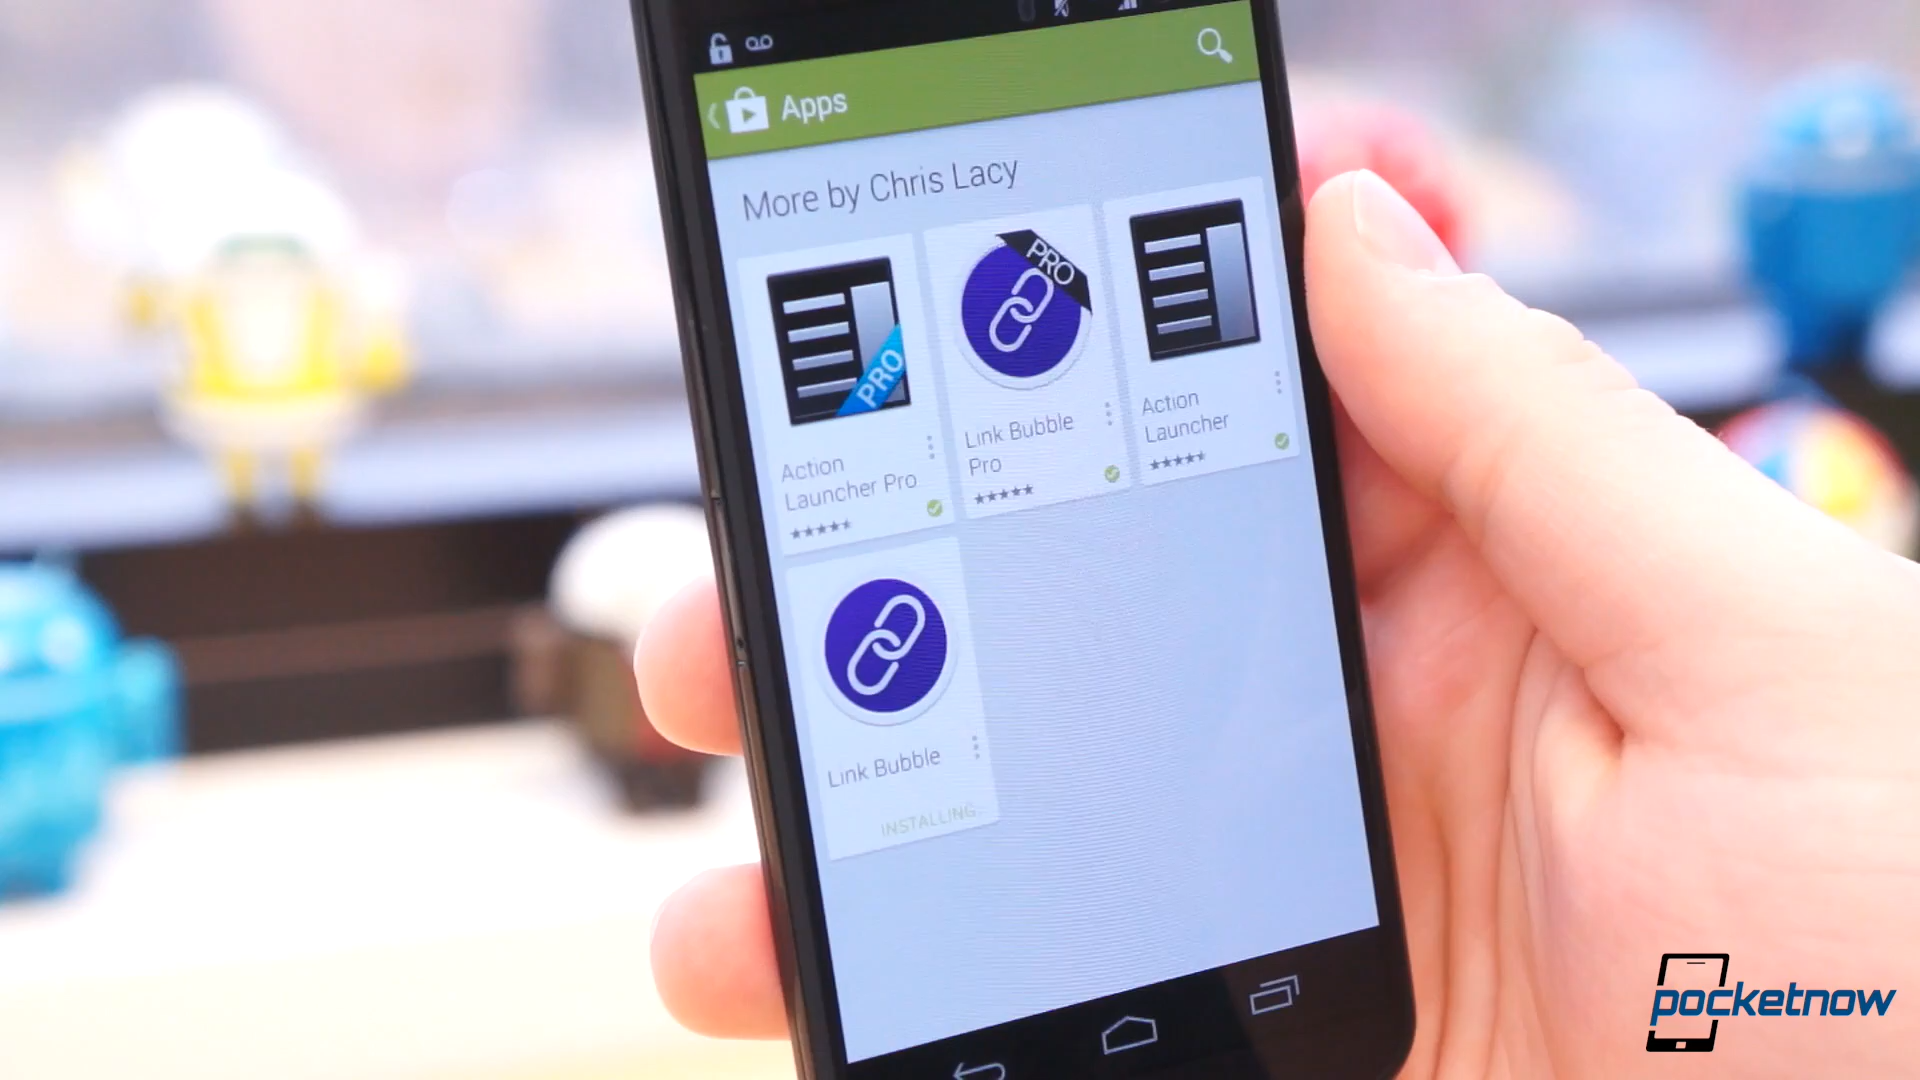 Apps
More by Chris Lacy
PRO
Action
Launcher Pro
PRO
Link Bubble
Pro
Action
Launcher
Link Bubble
INSTALLING
pocketnow